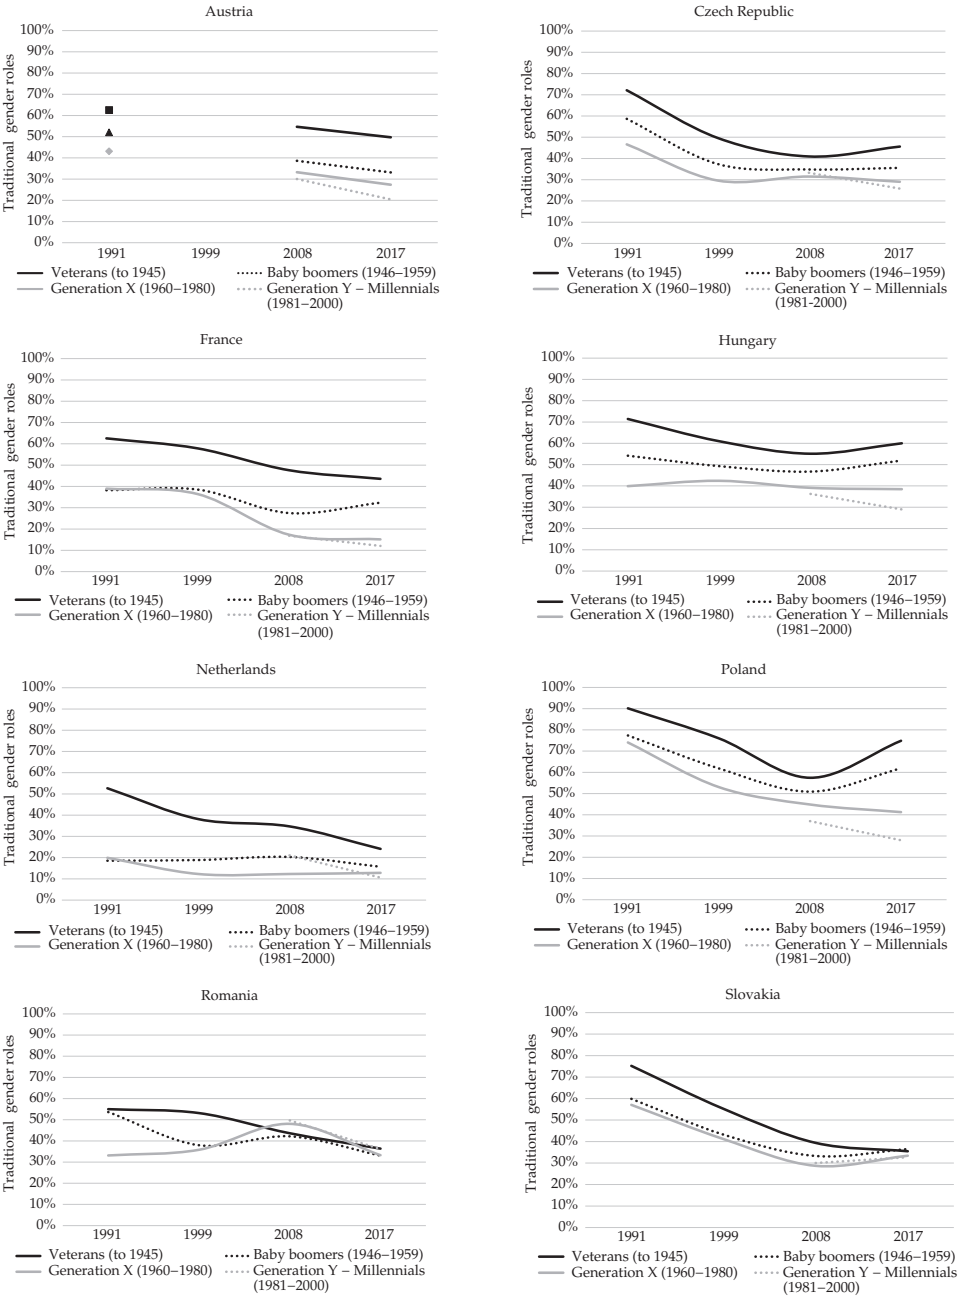 Austria
Traditional gender roles
100%
90%
80%
70%
60%
50%
40%
30%
20%
10%
0%
1991 1999 2008 2017
Veterans (to 1945) Baby boomers (1946–1959)
Generation X (1960–1980) Generation Y – Millennials
(1981–2000)
Czech Republic
Traditional gender roles
100%
90%
80%
70%
60%
50%
40%
30%
20%
10%
0%
1991 1999 2008 2017
Veterans (to 1945) Baby boomers (1946–1959)
Generation X (1960–1980) Generation Y – Millennials
(1981-2000)
France
Traditional gender roles
100%
90%
80%
70%
60%
50%
40%
30%
20%
10%
0%
1991 1999 2008 2017
Veterans (to 1945) Baby boomers (1946–1959)
Generation X (1960–1980) Generation Y – Millennials
(1981–2000)
Hungary
Traditional gender roles
100%
90%
80%
70%
60%
50%
40%
30%
20%
10%
0%
1991 1999 2008 2017
Veterans (to 1945) Baby boomers (1946–1959)
Generation X (1960–1980) Generation Y – Millennials
(1981–2000)
Netherlands
Traditional gender roles
100%
90%
80%
70%
60%
50%
40%
30%
20%
10%
0%
1991 1999 2008 2017
Veterans (to 1945) Baby boomers (1946–1959)
Generation X (1960–1980) Generation Y – Millennials
(1981–2000)
Poland
Traditional gender roles
100%
90%
80%
70%
60%
50%
40%
30%
20%
10%
0%
1991 1999 2008 2017
Veterans (to 1945) Baby boomers (1946–1959)
Generation X (1960–1980) Generation Y – Millennials
(1981–2000)
Romania
Traditional gender roles
100%
90%
80%
70%
60%
50%
40%
30%
20%
10%
0%
1991 1999 2008 2017
Veterans (to 1945) Baby boomers (1946–1959)
Generation X (1960–1980) Generation Y – Millennials
(1981–2000)
Slovakia
Traditional gender roles
100%
90%
80%
70%
60%
50%
40%
30%
20%
10%
0%
1991 1999 2008 2017
Veterans (to 1945) Baby boomers (1946–1959)
Generation X (1960–1980) Generation Y – Millennials
(1981–2000)